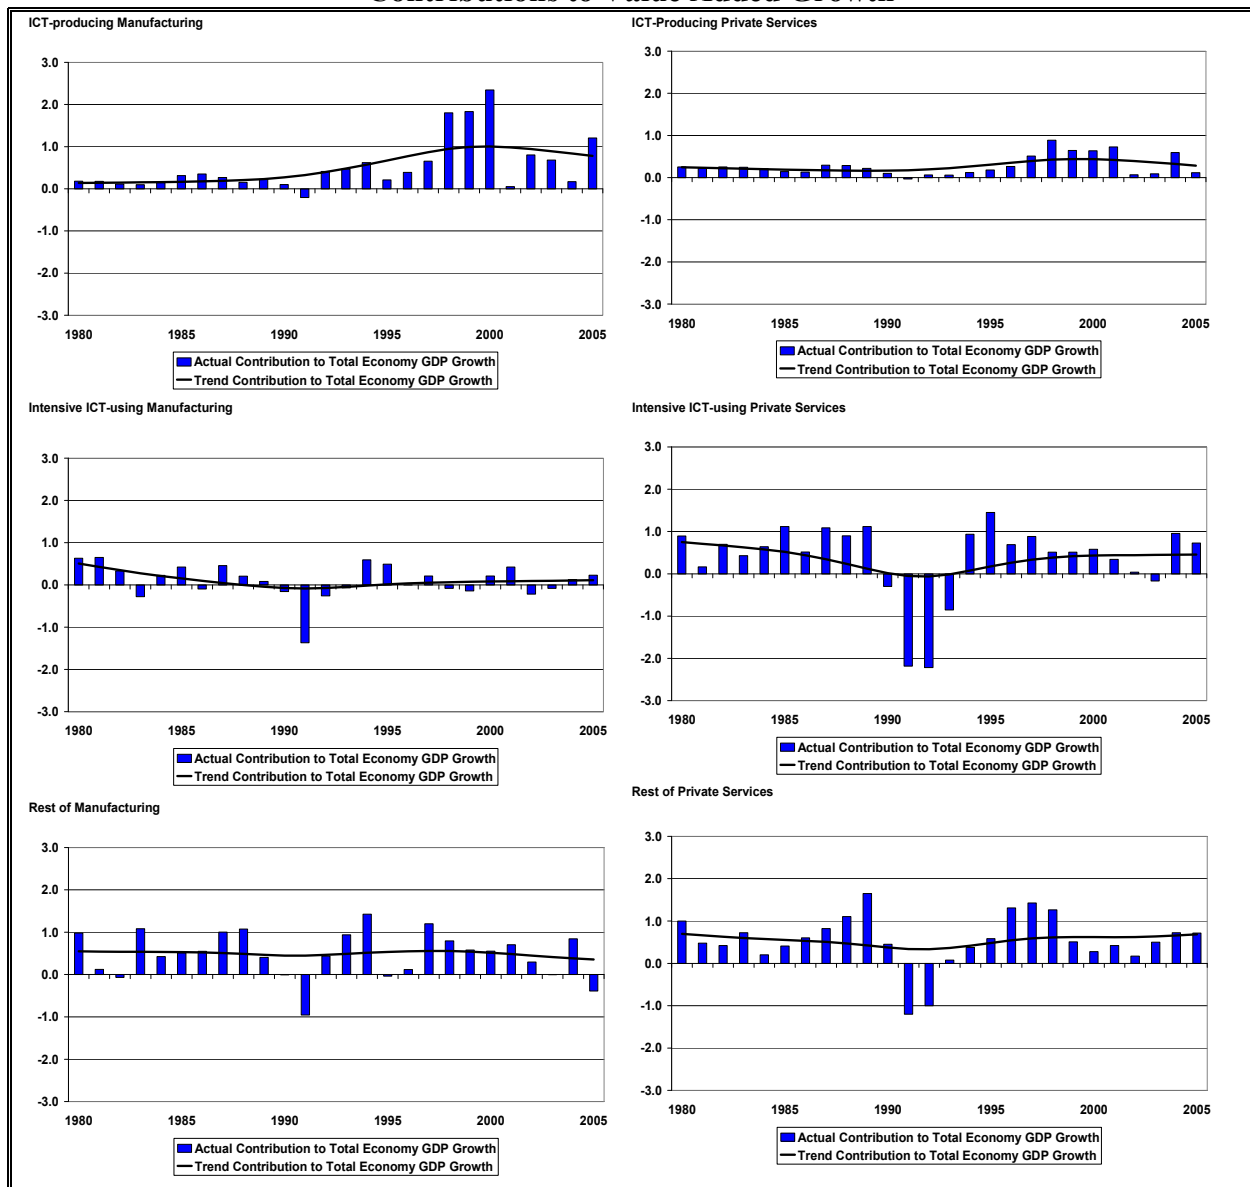 Contributions to Value Added Growth
ICT-producing Manufacturing
3.0
2.0
1.0
0.0
-1.0
-2.0
-3.0
1980 1985 1990 1995 2000 2005
Actual Contribution to Total Economy GDP Growth
Trend Contribution to Total Economy GDP Growth
ICT-Producing Private Services
3.0
2.0
1.0
0.0
-1.0
-2.0
-3.0
1980 1985 1990 1995 2000 2005
Actual Contribution to Total Economy GDP Growth
Trend Contribution to Total Economy GDP Growth
Intensive ICT-using Manufacturing
3.0
2.0
1.0
0.0
-1.0
-2.0
-3.0
1980 1985 1990 1995 2000 2005
Actual Contribution to Total Economy GDP Growth
Trend Contribution to Total Economy GDP Growth
Intensive ICT-using Private Services
3.0
2.0
1.0
0.0
-1.0
-2.0
-3.0
1980 1985 1990 1995 2000 2005
Actual Contribution to Total Economy GDP Growth
Trend Contribution to Total Economy GDP Growth
Rest of Manufacturing
3.0
2.0
1.0
0.0
-1.0
-2.0
-3.0
1980 1985 1990 1995 2000 2005
Actual Contribution to Total Economy GDP Growth
Trend Contribution to Total Economy GDP Growth
Rest of Private Services
3.0
2.0
1.0
0.0
-1.0
-2.0
-3.0
1980 1985 1990 1995 2000 2005
Actual Contribution to Total Economy GDP Growth
Trend Contribution to Total Economy GDP Growth